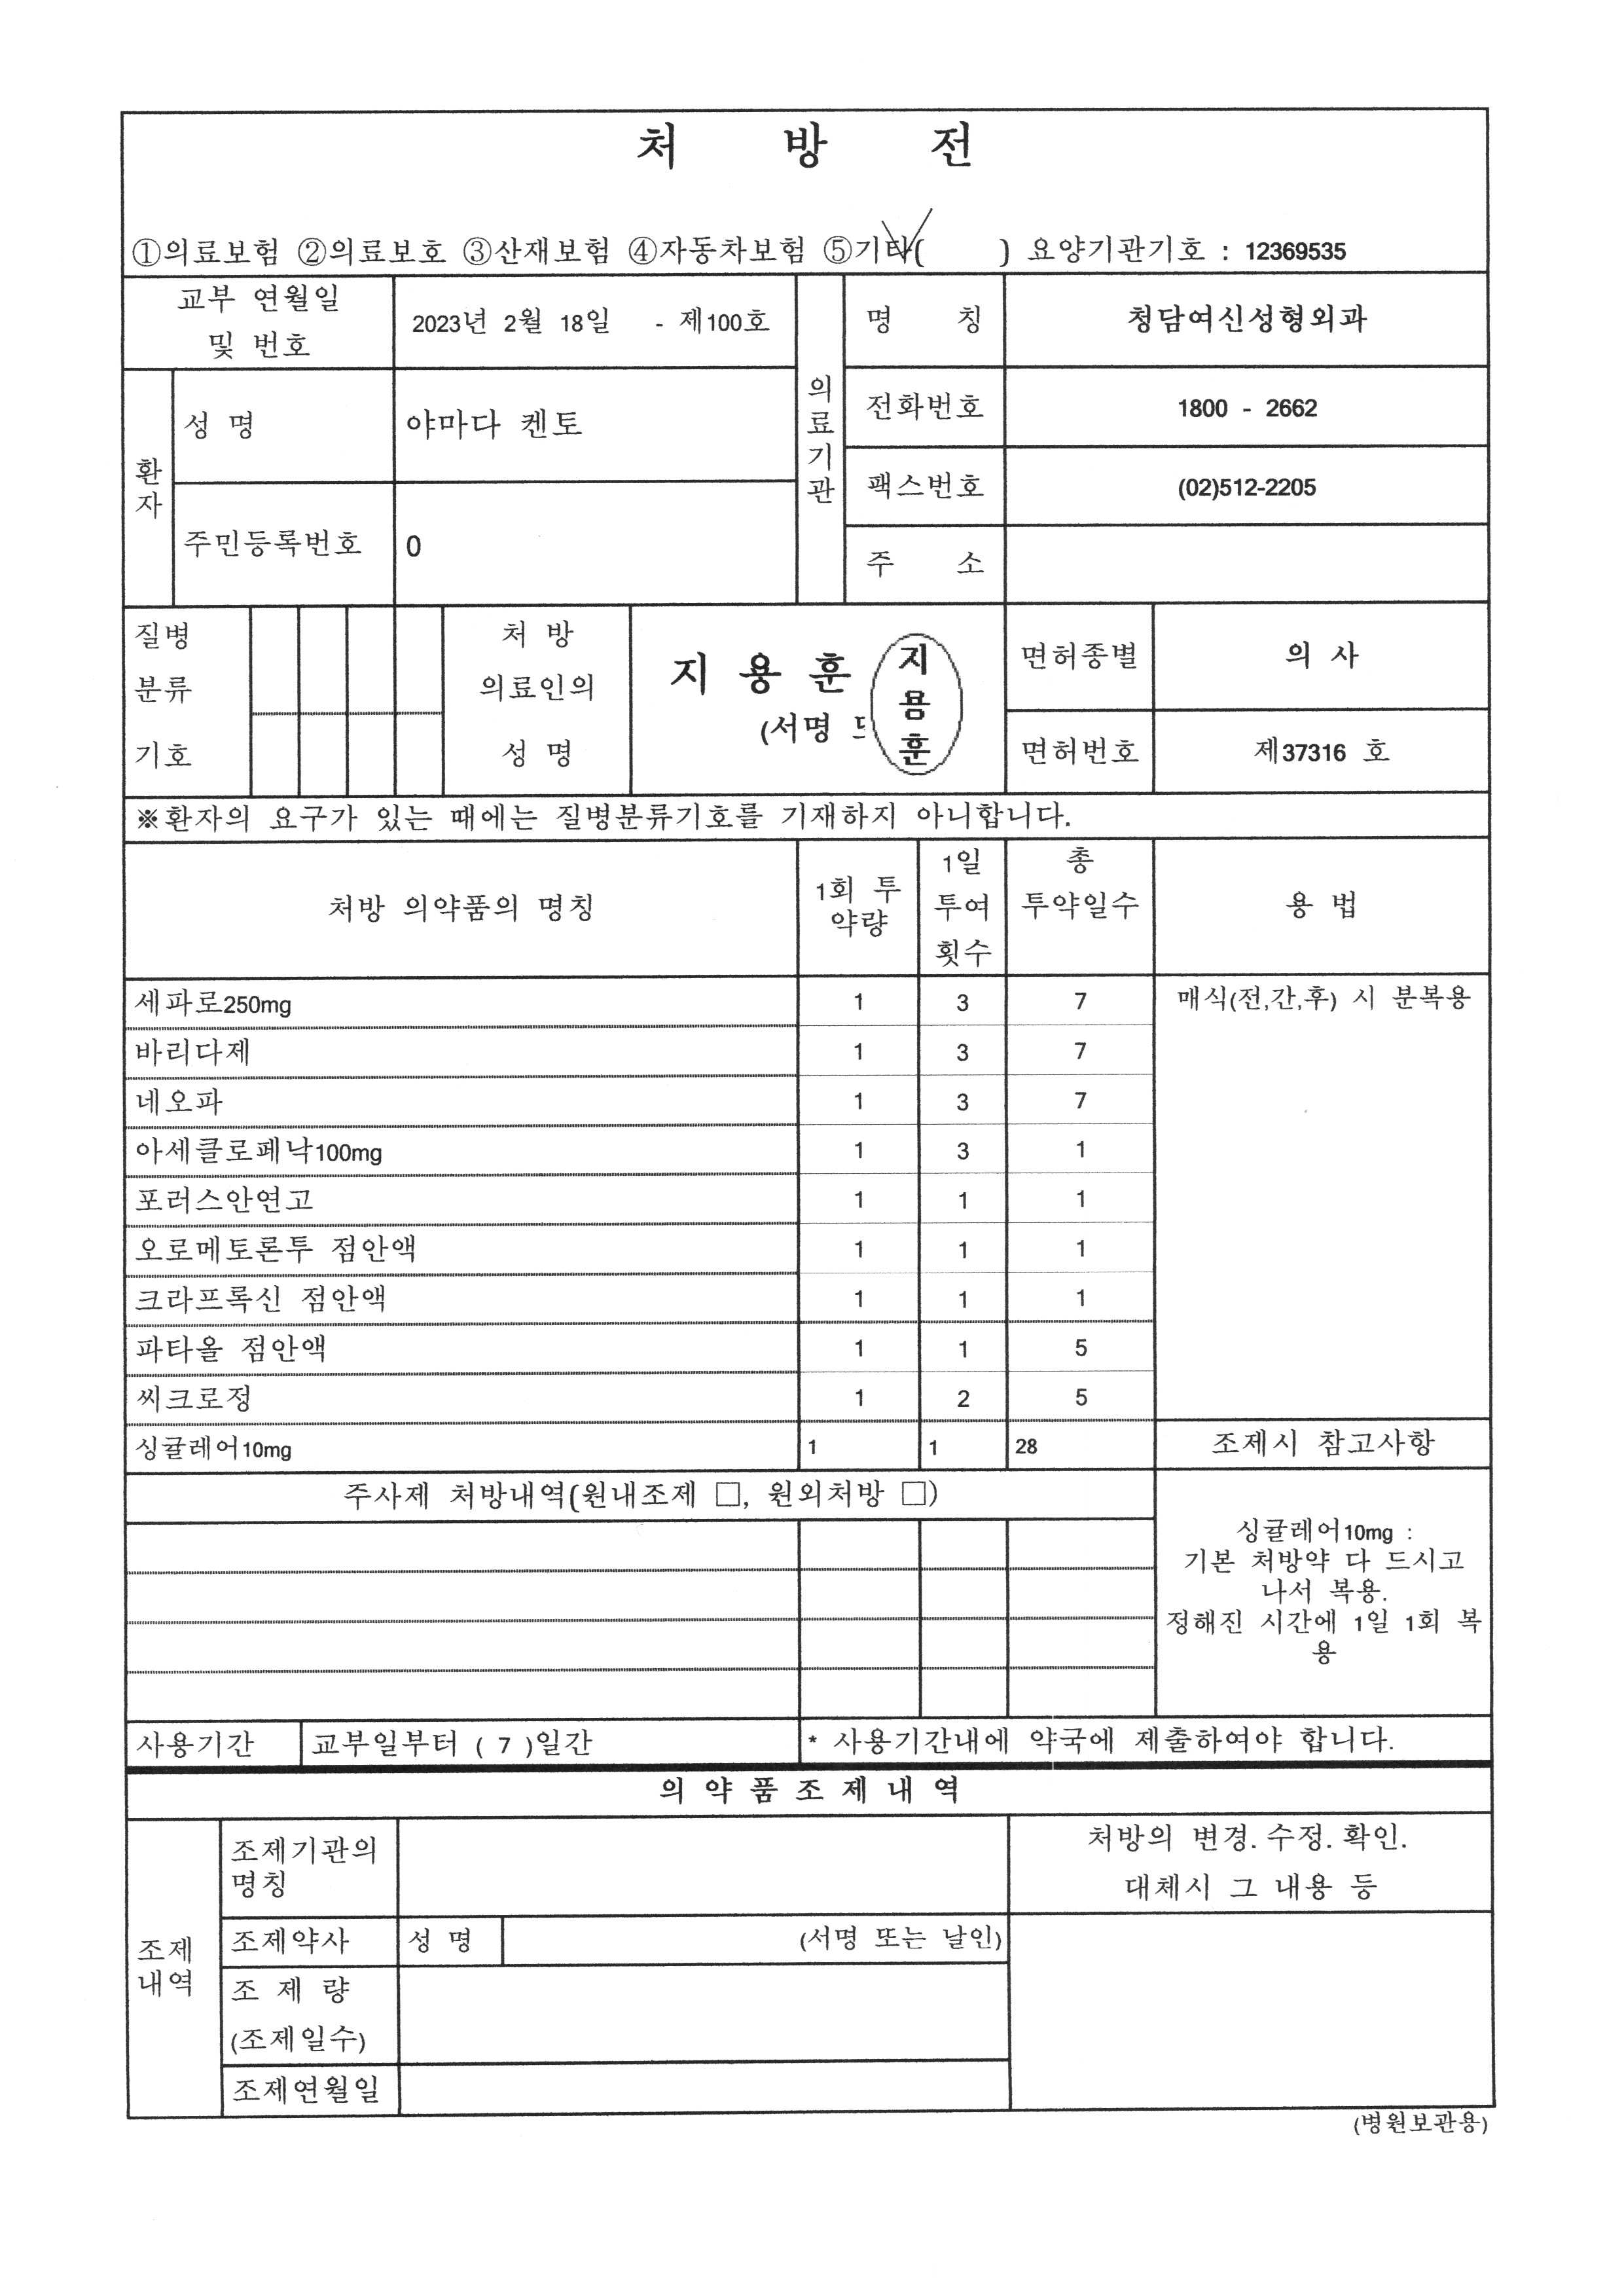 처 방 전
①의료보험 ②의료보호 ③산재보험 ④자동차보험 ⑤기타( ) 요양기관기호 : 12369535
교부 연월일
및 번호
2023년 2월 18일 - 제100호
의료기관
명 칭
청담여신성형외과
환자
성 명
야마다 켄토
전화번호
1800 - 2662
팩스번호
(02)512-2205
주민등록번호
0
주 소
질병
분류
기호
처 방
의료인의
성 명
지 용 훈
(서명
지
용
훈
면허종별
의 사
면허번호
제37316 호
※환자의 요구가 있는 때에는 질병분류기호를 기재하지 아니합니다.
처방 의약품의 명칭
1회 투
약량
1일
투여
횟수
총
투약일수
용 법
세파로250mg 1 3 7 매식(전,간,후) 시 분복용
바리다제 1 3 7
네오파 1 3 7
아세클로페낙100mg 1 3 1
포러스안연고 1 1 1
오로메토론투 점안액 1 1 1
크라프록신 점안액 1 1 1
파타올 점안액 1 1 5
씨크로정 1 2 5
싱귤레어10mg 1 1 28 조제시 참고사항
주사제 처방내역(원내조제 □, 원외처방 □)
싱귤레어10mg :
기본 처방약 다 드시고
나서 복용.
정해진 시간에 1일 1회 복
용
사용기간 교부일부터 ( 7 )일간 * 사용기간내에 약국에 제출하여야 합니다.
의 약 품 조 제 내 역
조제
내역
조제기관의
명칭
처방의 변경.수정.확인.
대체시 그 내용 등
조제약사 성 명 (서명 또는 날인)
조 제 량
(조제일수)
조제연월일
(병원보관용)